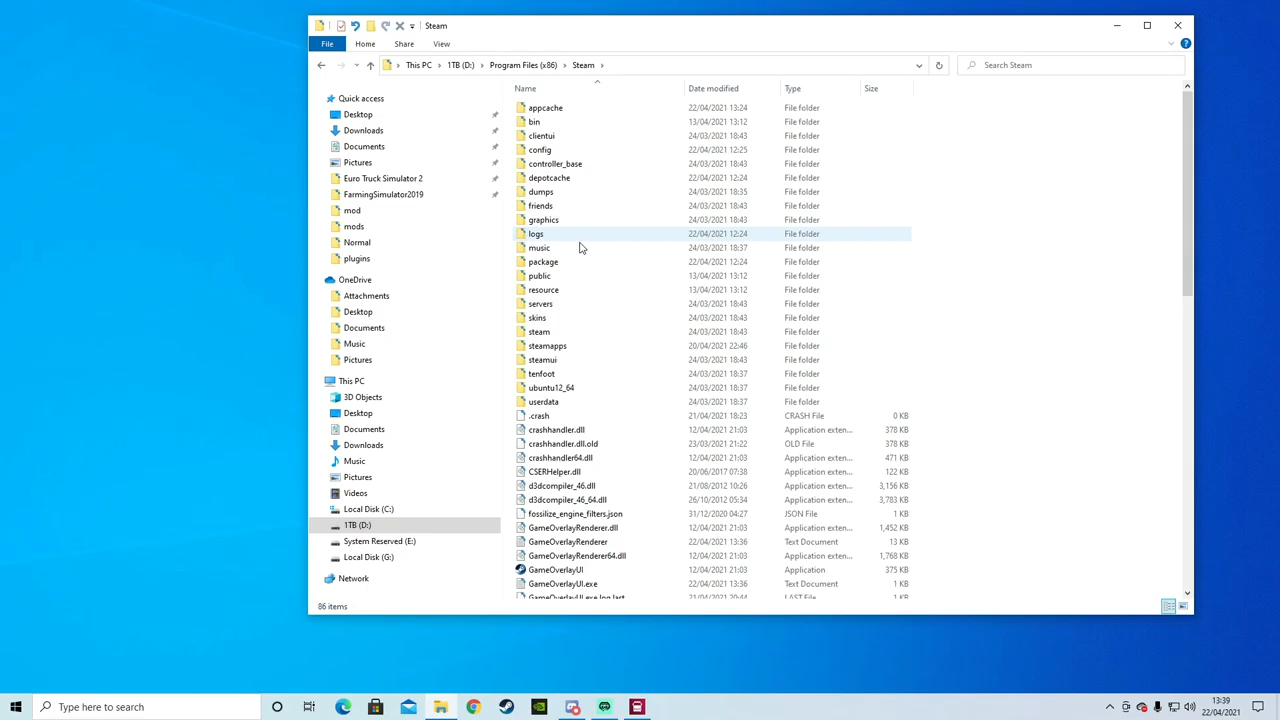 Steam
File Home Share View
This PC 1TB (D:) Program Files (x86) Steam
Search Steam
Name Date modified Type Size
Quick access
Desktop
Downloads
Documents
Pictures
Euro Truck Simulator 2
FarmingSimulator2019
mod
mods
Normal
plugins
OneDrive
Attachments
Desktop
Documents
Music
Pictures
This PC
3D Objects
Desktop
Documents
Downloads
Music
Pictures
Videos
Local Disk (C:)
1TB (D:)
System Reserved (E:)
Local Disk (G:)
Network
appcache 22/04/2021 13:24 File folder
bin 13/04/2021 13:12 File folder
clientui 24/03/2021 18:43 File folder
config 22/04/2021 12:25 File folder
controller_base 24/03/2021 18:43 File folder
depotcache 22/04/2021 12:24 File folder
dumps 24/03/2021 18:35 File folder
friends 24/03/2021 18:43 File folder
graphics 24/03/2021 18:43 File folder
logs 22/04/2021 12:24 File folder
music 24/03/2021 18:37 File folder
package 22/04/2021 12:24 File folder
public 13/04/2021 13:12 File folder
resource 13/04/2021 13:12 File folder
servers 24/03/2021 18:43 File folder
skins 24/03/2021 18:43 File folder
steam 24/03/2021 18:43 File folder
steamapps 20/04/2021 22:46 File folder
steamui 24/03/2021 18:43 File folder
tenfoot 24/03/2021 18:37 File folder
ubuntu12_64 24/03/2021 18:37 File folder
userdata 24/03/2021 18:37 File folder
.crash 21/04/2021 18:23 CRASH File 0 KB
crashhandler.dll 12/04/2021 21:03 Application exten... 378 KB
crashhandler.dll.old 23/03/2021 21:22 OLD File 378 KB
crashhandler64.dll 12/04/2021 21:03 Application exten... 471 KB
CSERHelper.dll 20/06/2017 07:38 Application exten... 122 KB
d3dcompiler_46.dll 21/08/2012 10:26 Application exten... 3,156 KB
d3dcompiler_46_64.dll 26/10/2012 05:34 Application exten... 3,783 KB
fossilize_engine_filters.json 31/12/2020 04:27 JSON File 1 KB
GameOverlayRenderer.dll 12/04/2021 21:03 Application exten... 1,452 KB
GameOverlayRenderer 22/04/2021 13:36 Text Document 13 KB
GameOverlayRenderer64.dll 12/04/2021 21:03 Application exten... 1,768 KB
GameOverlayUI 12/04/2021 21:03 Application 375 KB
GameOverlayUI.exe 22/04/2021 13:36 Text Document 1 KB
GameOverlayUI.exe.log.last 21/04/2021 20:44 LAST File 1 KB
86 items
Type here to search
13:39
22/04/2021